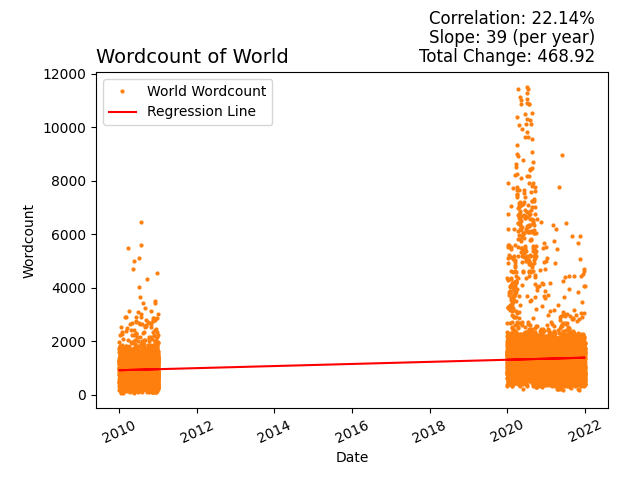 Correlation: 22.14%
Slope: 39 (per year)
Wordcount of World
Total Change: 468.92
World Wordcount
Regression Line
12000
10000
8000
6000
4000
2000
0
Wordcount
2010
2012
2014
2016
2018
2020
2022
Date